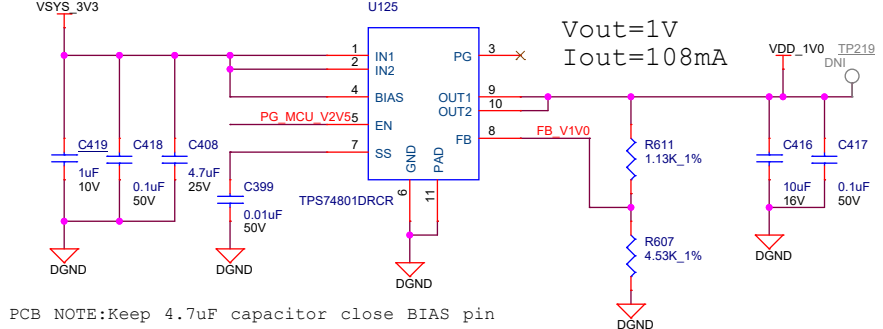 VSYS_3V3
U125
Vout=1V
Iout=108mA
VDD_1V0
TP219
DNI
1
IN1
2
IN2
4
BIAS
PG_MCU_V2V5
5
EN
7
SS
PG
3
OUT1
9
OUT2
10
FB
8
FB_V1V0
GND
6
PAD
11
TPS74801DRCR
C419
1uF
10V
C418
0.1uF
50V
C408
4.7uF
25V
C399
0.01uF
50V
R611
1.13K_1%
R607
4.53K_1%
C416
10uF
16V
C417
0.1uF
50V
DGND
DGND
DGND
DGND
DGND
PCB NOTE:Keep 4.7uF capacitor close BIAS pin